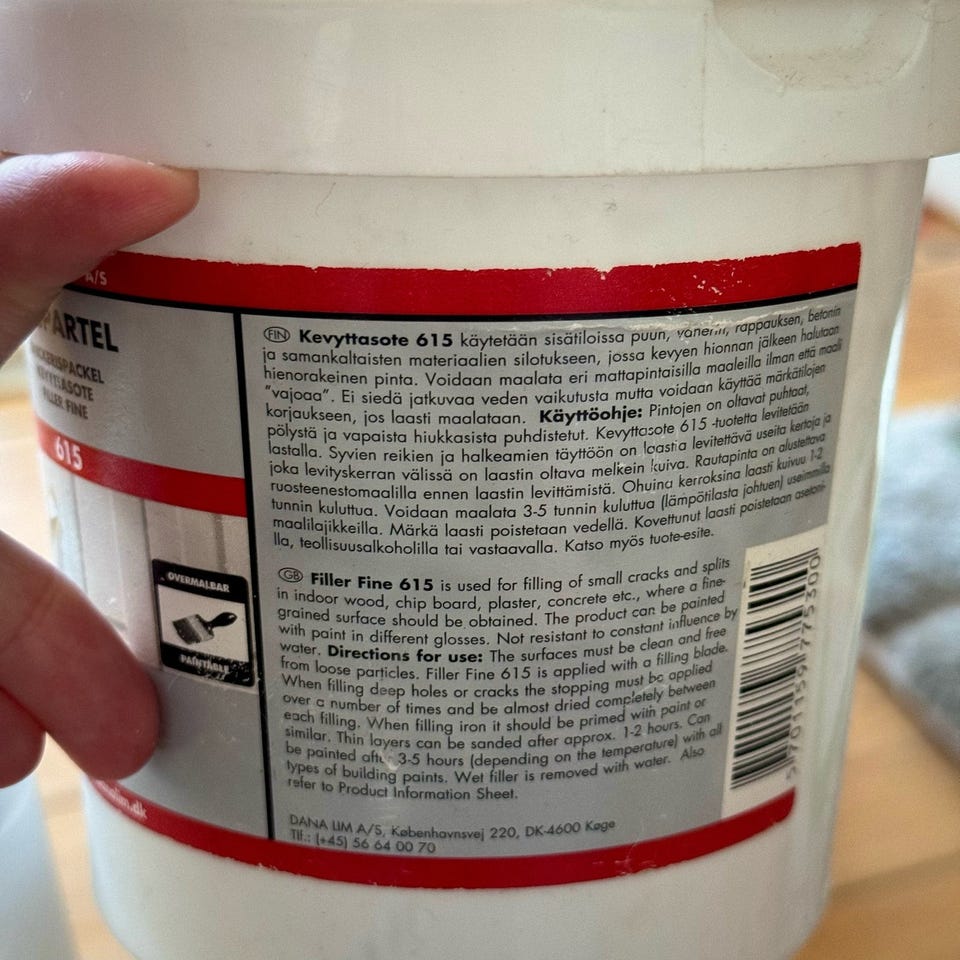 A/S
PARTEL
SPACKEL
KEVYTTASOTE
FILLER FINE
615
OVERMALBAR
PAINTABLE
FIN Kevyttasote 615 käytetään sisätiloissa puun, vanerin, rappauksen, betonin
ja samankaltaisten materiaalien silotukseen, jossa kevyen hionnan jälkeen halutaan
hienorakeinen pinta. Voidaan maalata eri mattapintaisilla maaleilla ilman että maali
"vajoaa". Ei siedä jatkuvaa veden vaikutusta mutta voidaan käyttää märkätilojen
korjaukseen, jos laasti maalataan. Käyttöohje: Pintojen on oltava puhtaat,
pölystä ja vapaista hiukkasista puhdistetut. Kevyttasote 615 -tuotetta levitetään
lastalla. Syvien reikien ja halkeamien täyttöön on laastia levitettävä useita kertoja ja
joka levityskerran välissä on laastin oltava melkein kuiva. Rautapinta on alustettava
ruosteenestomaalilla ennen laastin levittämistä. Ohuina kerroksina laasti kuivuu 1-2
tunnin kuluttua. Voidaan maalata 3-5 tunnin kuluttua (lämpötilasta johtuen) useimmilla
maalilajikkeilla. Märkä laasti poistetaan vedellä. Kovettunut laasti poistetaan asetoni-
lla, teollisuusalkoholilla tai vastaavalla. Katso myös tuote-esite.
GB Filler Fine 615 is used for filling of small cracks and splits
in indoor wood, chip board, plaster, concrete etc., where a fine-
grained surface should be obtained. The product can be painted
with paint in different glosses. Not resistant to constant influence by
water. Directions for use: The surfaces must be clean and free
from loose particles. Filler Fine 615 is applied with a filling blade.
When filling deep holes or cracks the stopping must be applied
over a number of times and be almost dried completely between
each filling. When filling iron it should be primed with paint or
similar. Thin layers can be sanded after approx. 1-2 hours. Can
be painted after 3-5 hours (depending on the temperature) with all
types of building paints. Wet filler is removed with water. Also
refer to Product Information Sheet.
DANA LIM A/S, Københavnsvej 220, DK-4600 Køge
Tlf.: (+45) 56 64 00 70
5 701159 775300